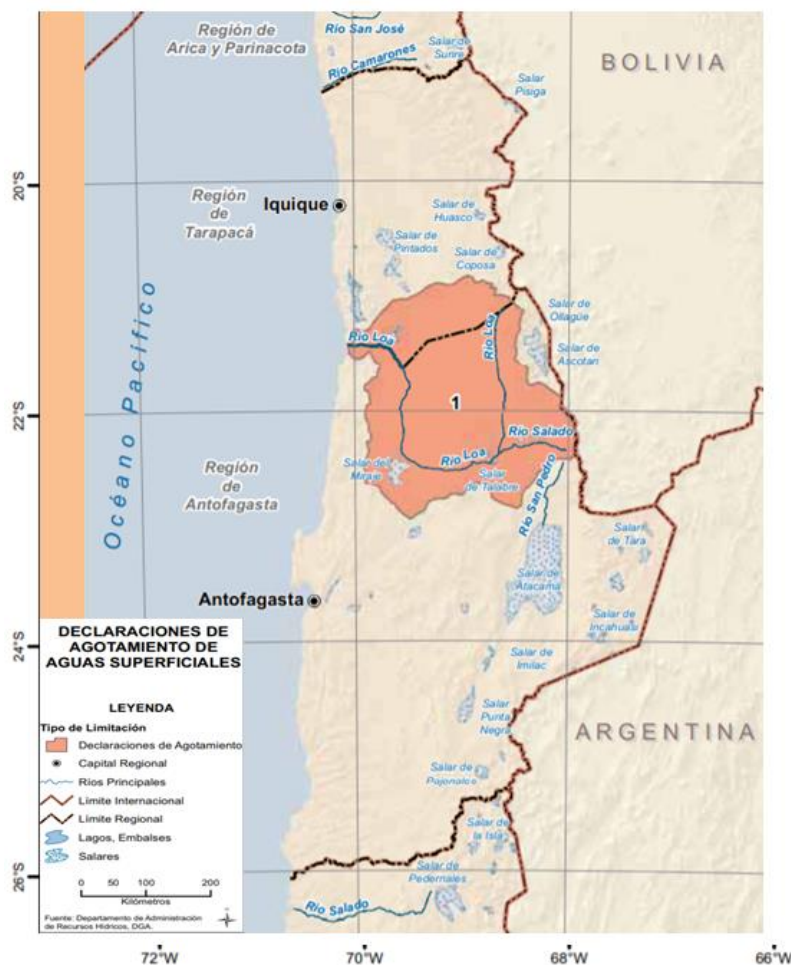 Región de
Arica y Parinacota
Río San José
Río Camarones
Salar de
Surire
BOLIVIA
Salar
Pisiga
20°S
Iquique
Región
de
Tarapacá
Salar de
Huasco
Salar de
Pintados
Salar de
Coposa
Océano Pacífico
Río Loa
Río Loa
Salar de
Ollagüe
Salar de
Ascotan
22°S
1
Río Salado
Río Loa
Región
de
Antofagasta
Salar del
Miraje
Salar
de Talabre
Río San Pedro
Salar
de Tara
Salar de
Atacama
Antofagasta
Salar de
Incahuasi
24°S
Salar de
Imilac
Salar
Punta
Negra
ARGENTINA
Salar de
Pajonales
Salar de
la Isla
26°S
Salar de
Pedernales
Río Salado
DECLARACIONES DE
AGOTAMIENTO DE
AGUAS SUPERFICIALES
LEYENDA
Tipo de Limitación
Declaraciones de Agotamiento
Capital Regional
Ríos Principales
Límite Internacional
Límite Regional
Lagos, Embalses
Salares
0 50 100 200
Kilómetros
Fuente: Departamento de Administración
de Recursos Hídricos, DGA.
72°W 70°W 68°W 66°W